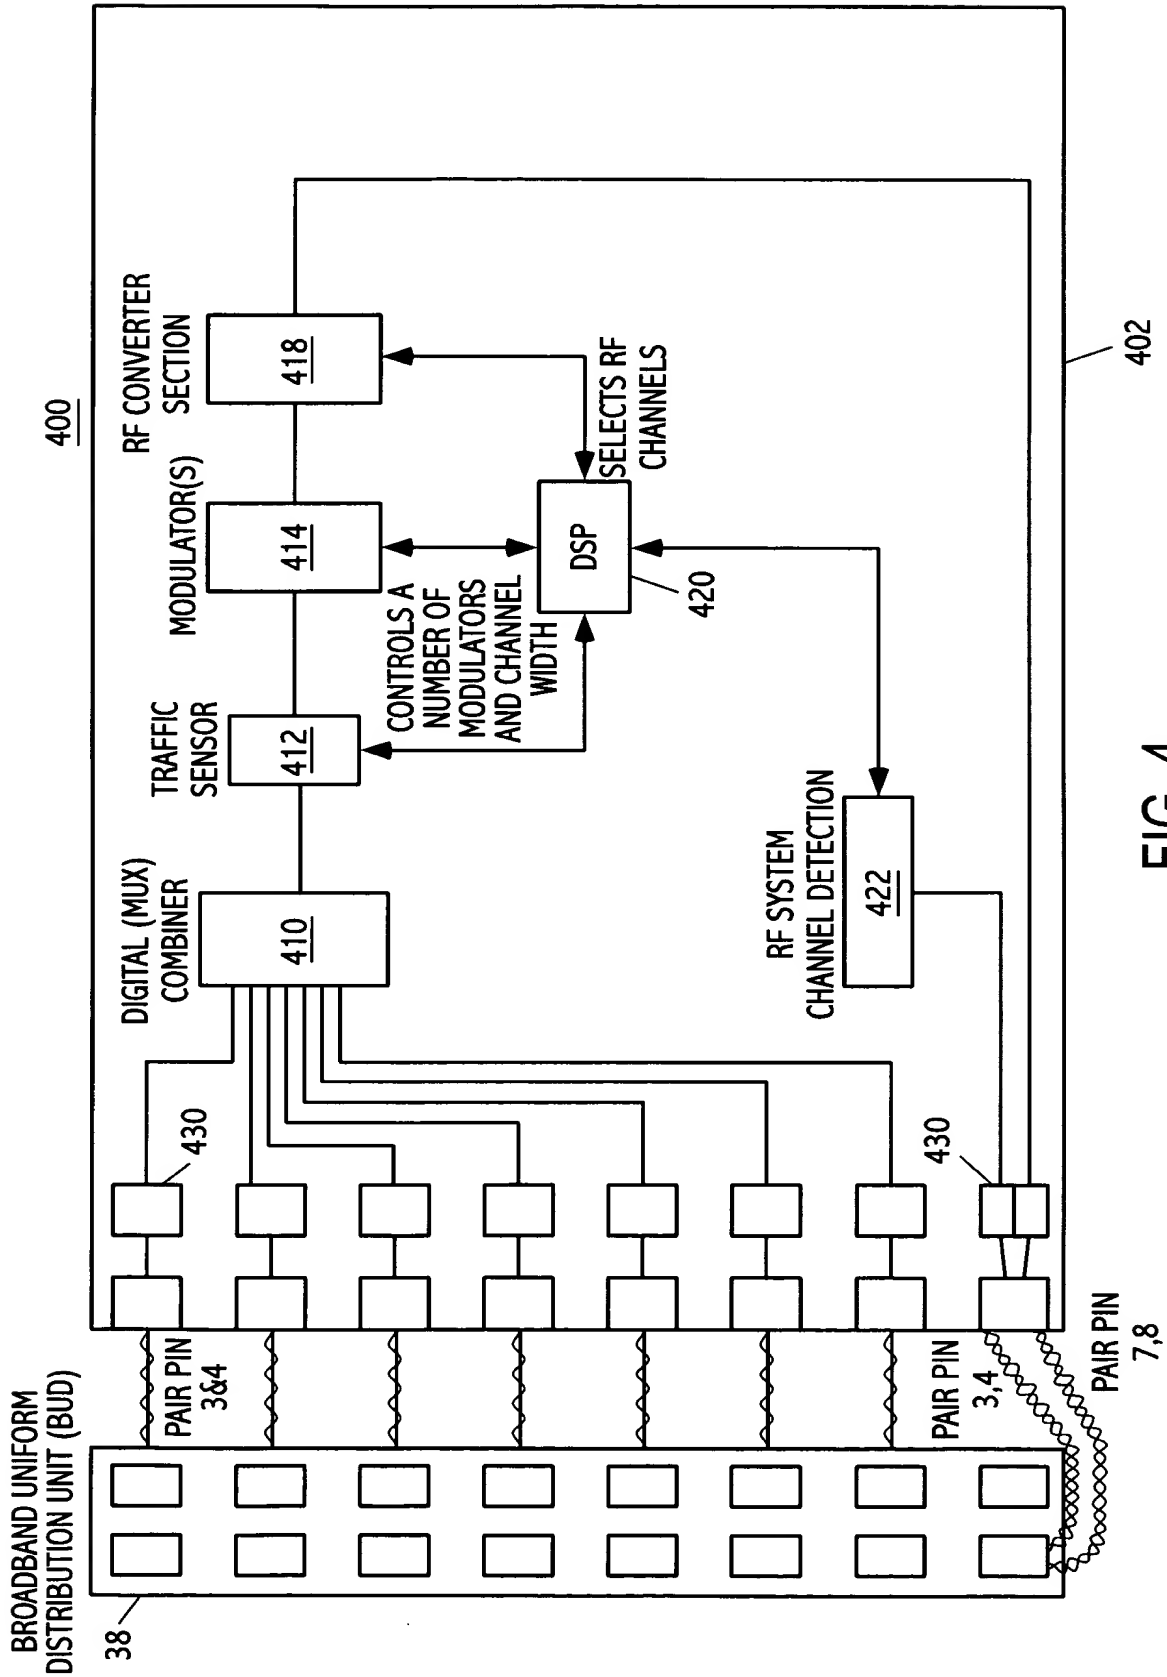 400
BROADBAND UNIFORM
DISTRIBUTION UNIT (BUD)
38
PAIR PIN
3&4
430
DIGITAL (MUX)
COMBINER
410
TRAFFIC
SENSOR
412
MODULATOR(S)
414
RF CONVERTER
SECTION
418
CONTROLS A
NUMBER OF
MODULATORS
AND CHANNEL
WIDTH
DSP
420
SELECTS RF
CHANNELS
RF SYSTEM
CHANNEL DETECTION
422
430
PAIR PIN
3,4
PAIR PIN
7,8
402
FIG. 4